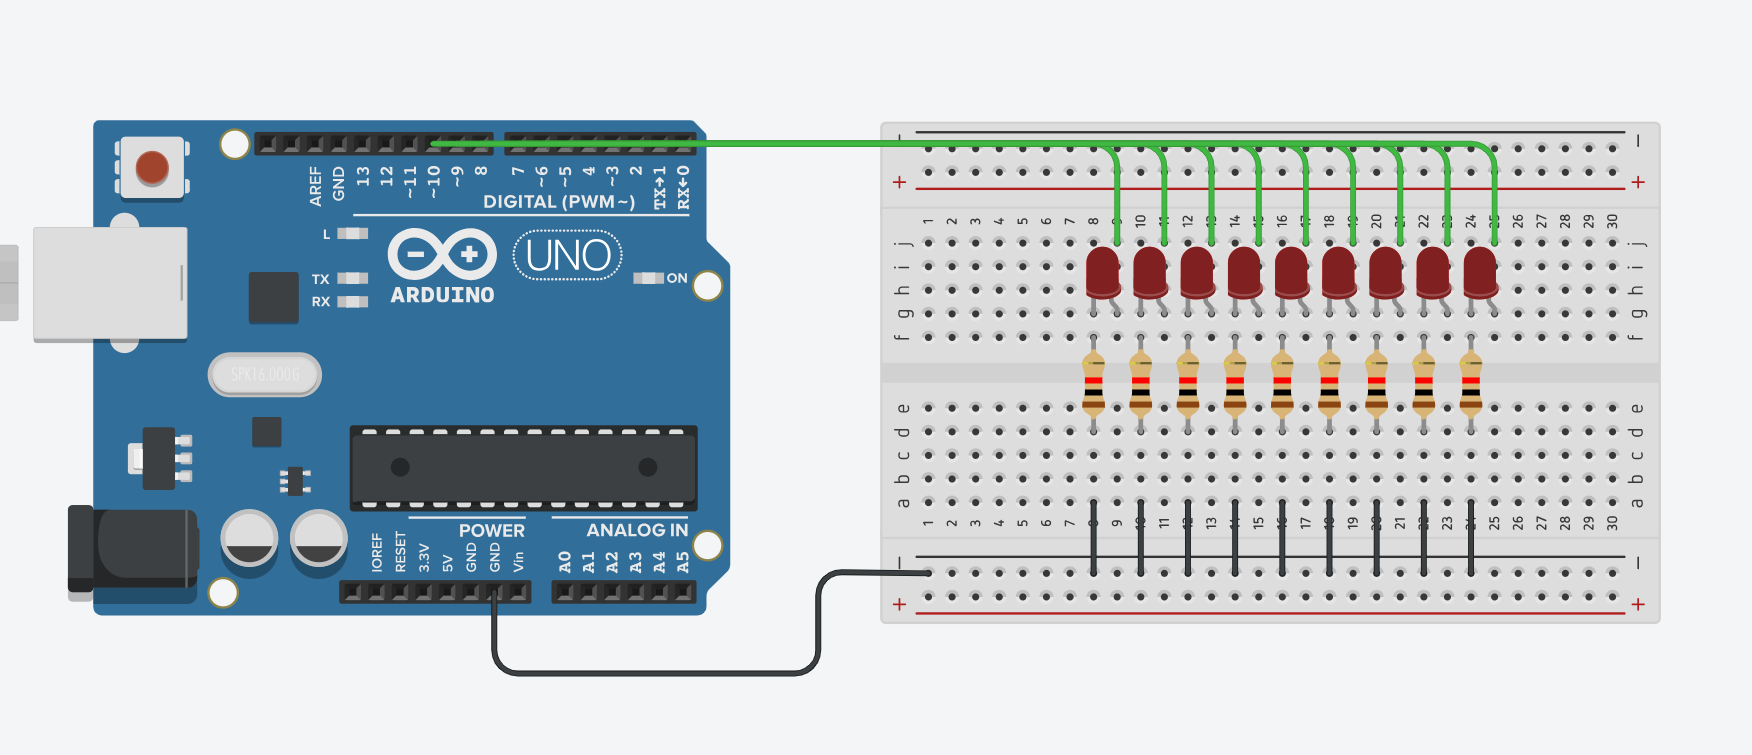 AREF GND 13 12 ~11 ~10 ~9 8 7 ~6 ~5 4 ~3 2 TX→1 RX←0
DIGITAL (PWM~)
L
TX
RX
UNO
ARDUINO
ON
SPKT6.000G
POWER
ANALOG IN
IOREF RESET 3.3V 5V GND GND Vin A0 A1 A2 A3 A4 A5
− −
+ +
1 2 3 4 5 6 7 8 9 10 11 12 13 14 15 16 17 18 19 20 21 22 23 24 25 26 27 28 29 30
j j
i i
h h
g g
f f
e e
d d
c c
b b
a a
1 2 3 4 5 6 7 8 9 10 11 12 13 14 15 16 17 18 19 20 21 22 23 24 25 26 27 28 29 30
− −
+ +